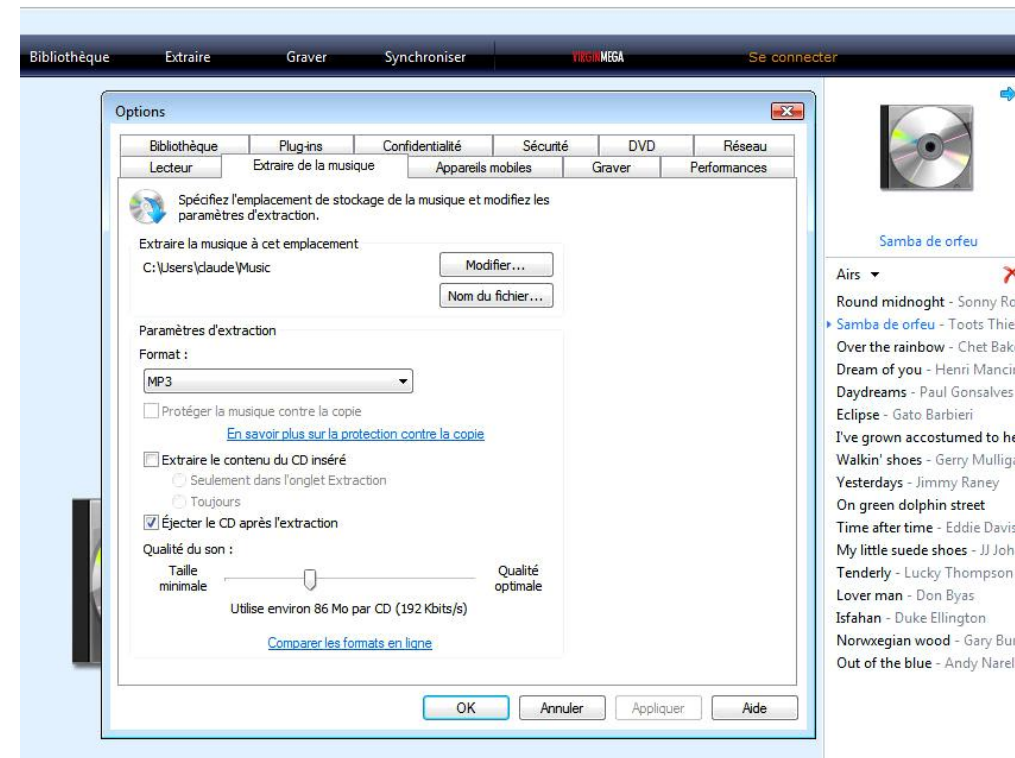 Bibliothèque Extraire Graver Synchroniser VIRGINMEGA Se connecter
Options
Bibliothèque Plug-ins Confidentialité Sécurité DVD Réseau
Lecteur Extraire de la musique Appareils mobiles Graver Performances
Spécifiez l'emplacement de stockage de la musique et modifiez les
paramètres d'extraction.
Extraire la musique à cet emplacement
C:\Users\claude\Music
Modifier...
Nom du fichier...
Paramètres d'extraction
Format :
MP3
Protéger la musique contre la copie
En savoir plus sur la protection contre la copie
Extraire le contenu du CD inséré
Seulement dans l'onglet Extraction
Toujours
Éjecter le CD après l'extraction
Qualité du son :
Taille
minimale
Qualité
optimale
Utilise environ 86 Mo par CD (192 Kbits/s)
Comparer les formats en ligne
OK Annuler Appliquer Aide
Samba de orfeu
Airs
Round midnoght - Sonny Ro
Samba de orfeu - Toots Thie
Over the rainbow - Chet Bak
Dream of you - Henri Mancin
Daydreams - Paul Gonsalves
Eclipse - Gato Barbieri
I've grown accostumed to he
Walkin' shoes - Gerry Mulliga
Yesterdays - Jimmy Raney
On green dolphin street
Time after time - Eddie Davis
My little suede shoes - JJ Joh
Tenderly - Lucky Thompson
Lover man - Don Byas
Isfahan - Duke Ellington
Norwxegian wood - Gary Bur
Out of the blue - Andy Narel